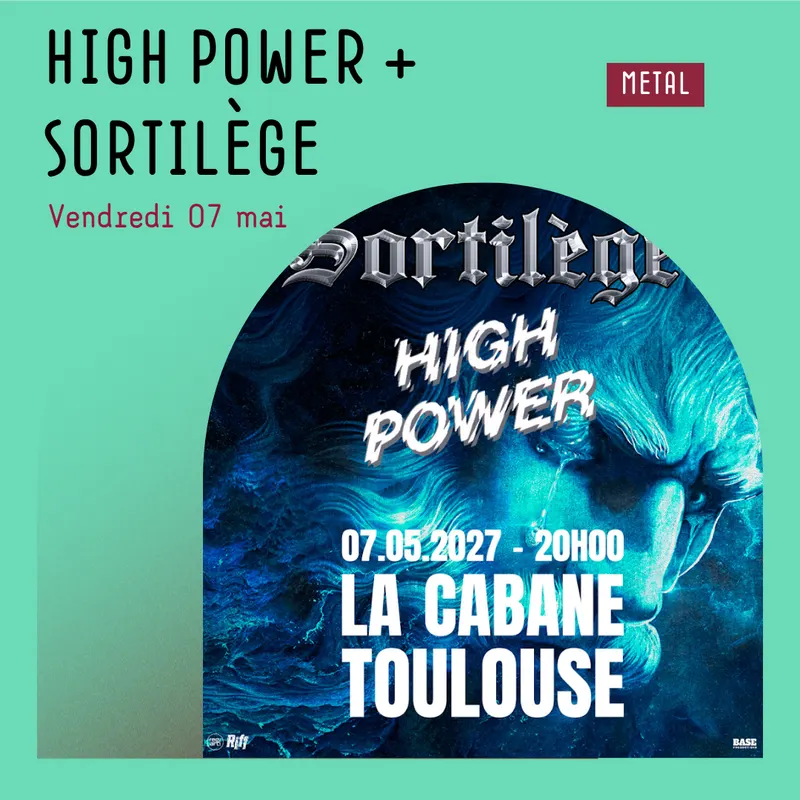 HIGH POWER +
SORTILÈGE
METAL
Vendredi 07 mai
Sortilège
HIGH
POWER
07.05.2027 - 20H00
LA CABANE
TOULOUSE
Riff
BASE